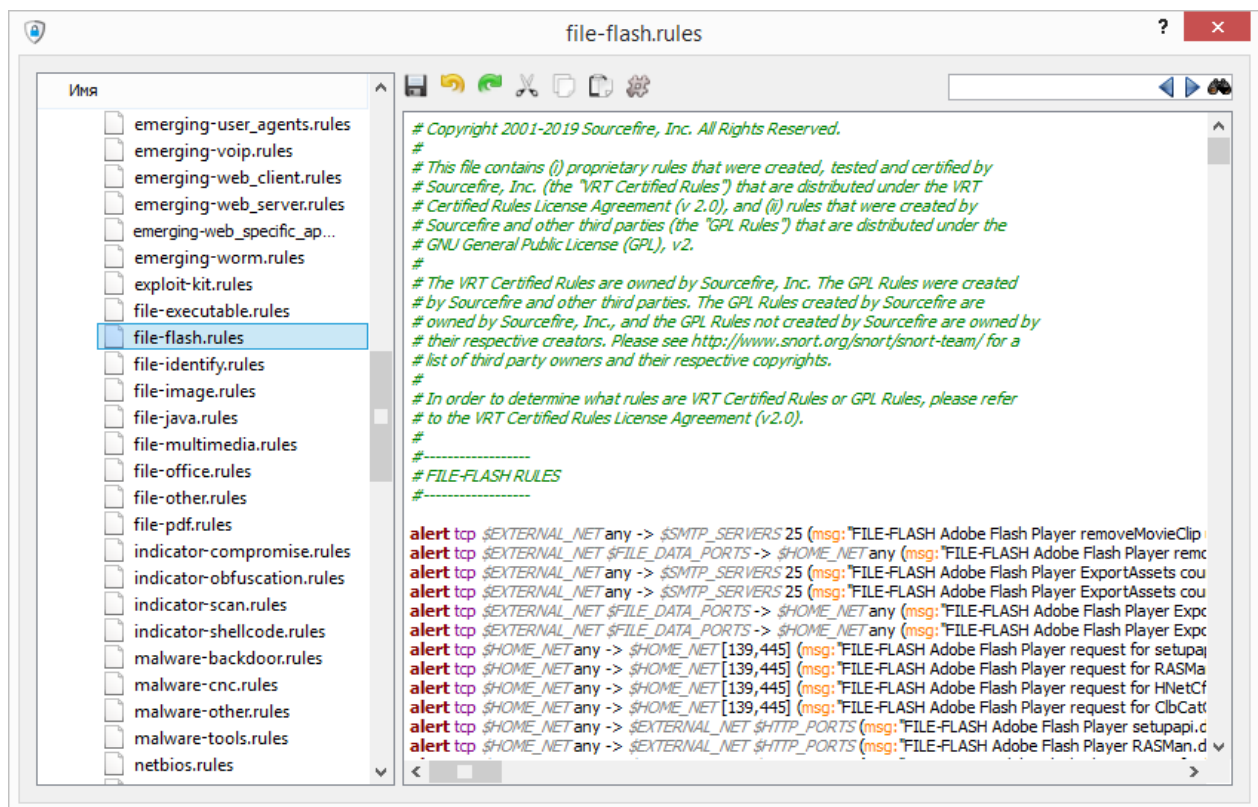 file-flash.rules
?
Имя
emerging-user_agents.rules
emerging-voip.rules
emerging-web_client.rules
emerging-web_server.rules
emerging-web_specific_ap...
emerging-worm.rules
exploit-kit.rules
file-executable.rules
file-flash.rules
file-identify.rules
file-image.rules
file-java.rules
file-multimedia.rules
file-office.rules
file-other.rules
file-pdf.rules
indicator-compromise.rules
indicator-obfuscation.rules
indicator-scan.rules
indicator-shellcode.rules
malware-backdoor.rules
malware-cnc.rules
malware-other.rules
malware-tools.rules
netbios.rules
# Copyright 2001-2019 Sourcefire, Inc. All Rights Reserved.
#
# This file contains (i) proprietary rules that were created, tested and certified by
# Sourcefire, Inc. (the "VRT Certified Rules") that are distributed under the VRT
# Certified Rules License Agreement (v 2.0), and (ii) rules that were created by
# Sourcefire and other third parties (the "GPL Rules") that are distributed under the
# GNU General Public License (GPL), v2.
#
# The VRT Certified Rules are owned by Sourcefire, Inc. The GPL Rules were created
# by Sourcefire and other third parties. The GPL Rules created by Sourcefire are
# owned by Sourcefire, Inc., and the GPL Rules not created by Sourcefire are owned by
# their respective creators. Please see http://www.snort.org/snort/snort-team/ for a
# list of third party owners and their respective copyrights.
#
# In order to determine what rules are VRT Certified Rules or GPL Rules, please refer
# to the VRT Certified Rules License Agreement (v2.0).
#
#------------------
# FILE-FLASH RULES
#------------------
alert tcp $EXTERNAL_NET any -> $SMTP_SERVERS 25 (msg:"FILE-FLASH Adobe Flash Player removeMovieClip
alert tcp $EXTERNAL_NET $FILE_DATA_PORTS -> $HOME_NET any (msg:"FILE-FLASH Adobe Flash Player remo
alert tcp $EXTERNAL_NET any -> $SMTP_SERVERS 25 (msg:"FILE-FLASH Adobe Flash Player ExportAssets cou
alert tcp $EXTERNAL_NET any -> $SMTP_SERVERS 25 (msg:"FILE-FLASH Adobe Flash Player ExportAssets cou
alert tcp $EXTERNAL_NET $FILE_DATA_PORTS -> $HOME_NET any (msg:"FILE-FLASH Adobe Flash Player Expo
alert tcp $EXTERNAL_NET $FILE_DATA_PORTS -> $HOME_NET any (msg:"FILE-FLASH Adobe Flash Player Expo
alert tcp $HOME_NET any -> $HOME_NET [139,445] (msg:"FILE-FLASH Adobe Flash Player request for setupap
alert tcp $HOME_NET any -> $HOME_NET [139,445] (msg:"FILE-FLASH Adobe Flash Player request for RASMa
alert tcp $HOME_NET any -> $HOME_NET [139,445] (msg:"FILE-FLASH Adobe Flash Player request for HNetCf
alert tcp $HOME_NET any -> $HOME_NET [139,445] (msg:"FILE-FLASH Adobe Flash Player request for ClbCat
alert tcp $HOME_NET any -> $EXTERNAL_NET $HTTP_PORTS (msg:"FILE-FLASH Adobe Flash Player setupapi.d
alert tcp $HOME_NET any -> $EXTERNAL_NET $HTTP_PORTS (msg:"FILE-FLASH Adobe Flash Player RASMan.d